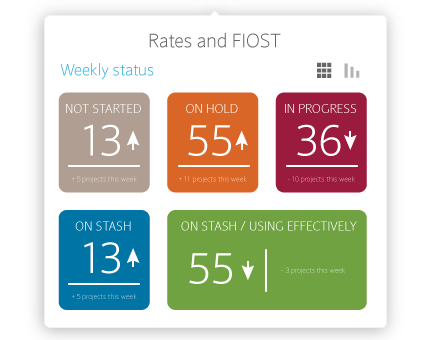 Rates and FIOST
Weekly status
NOT STARTED
13
+ 5 projects this week
ON HOLD
55
+ 11 projects this week
IN PROGRESS
36
- 10 projects this week
ON STASH
13
+ 5 projects this week
ON STASH / USING EFFECTIVELY
55
- 3 projects this week